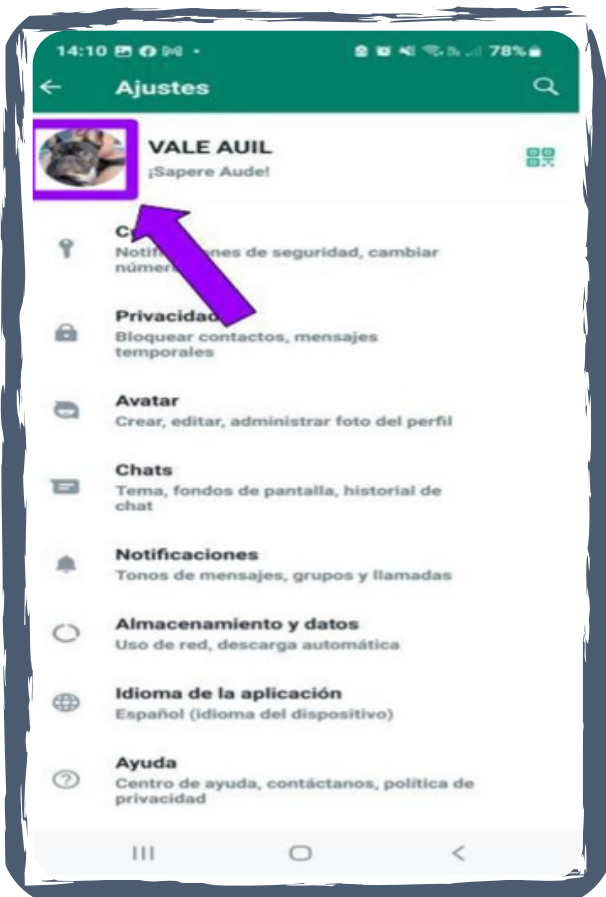 14:10
78%
Ajustes
VALE AUIL
¡Sapere Aude!
Notif
nes de seguridad, cambiar
númer
Privacidad
Bloquear contactos, mensajes
temporales
Avatar
Crear, editar, administrar foto del perfil
Chats
Tema, fondos de pantalla, historial de
chat
Notificaciones
Tonos de mensajes, grupos y llamadas
Almacenamiento y datos
Uso de red, descarga automática
Idioma de la aplicación
Español (idioma del dispositivo)
Ayuda
Centro de ayuda, contáctanos, política de
privacidad